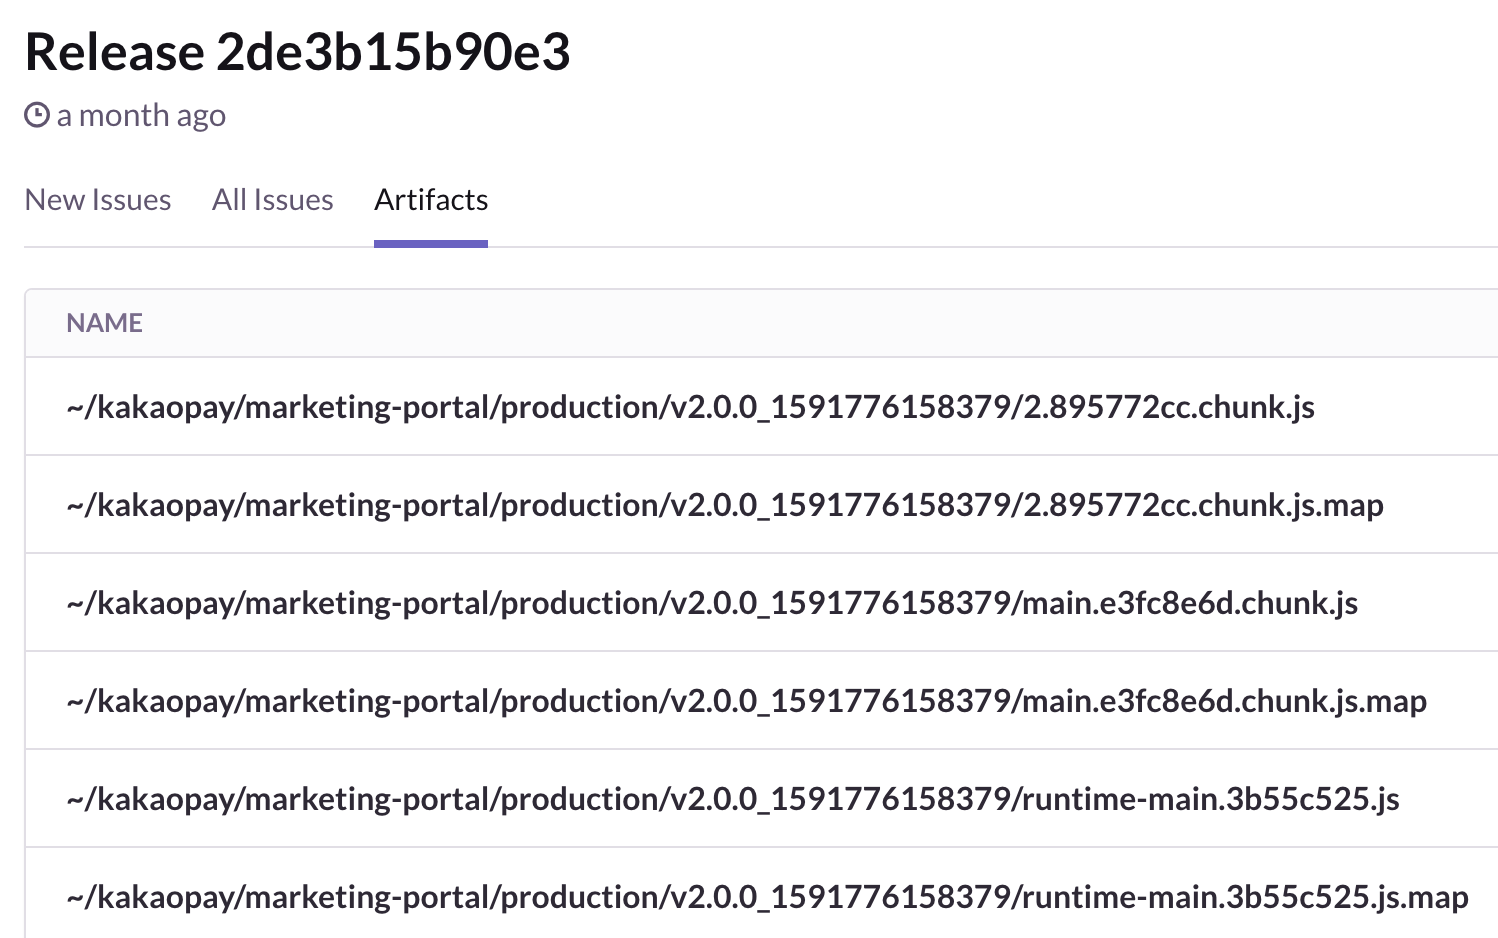 Release 2de3b15b90e3
a month ago
New Issues All Issues Artifacts
NAME
~/kakaopay/marketing-portal/production/v2.0.0_1591776158379/2.895772cc.chunk.js
~/kakaopay/marketing-portal/production/v2.0.0_1591776158379/2.895772cc.chunk.js.map
~/kakaopay/marketing-portal/production/v2.0.0_1591776158379/main.e3fc8e6d.chunk.js
~/kakaopay/marketing-portal/production/v2.0.0_1591776158379/main.e3fc8e6d.chunk.js.map
~/kakaopay/marketing-portal/production/v2.0.0_1591776158379/runtime-main.3b55c525.js
~/kakaopay/marketing-portal/production/v2.0.0_1591776158379/runtime-main.3b55c525.js.map